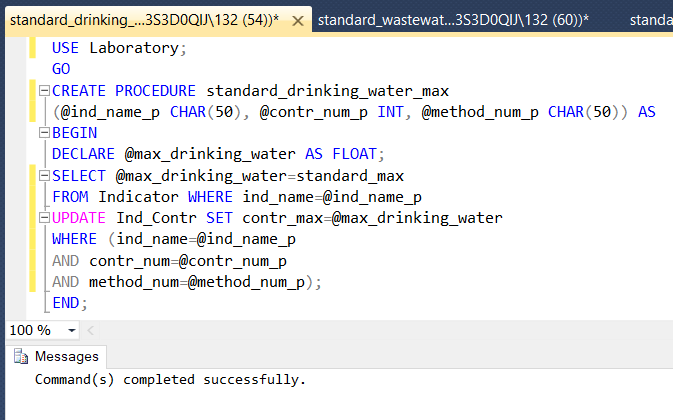 standard_drinking_...3S3D0QIJ\132 (54))* standard_wastewat...3S3D0QIJ\132 (60))* standa
USE Laboratory;
GO
CREATE PROCEDURE standard_drinking_water_max
(@ind_name_p CHAR(50), @contr_num_p INT, @method_num_p CHAR(50)) AS
BEGIN
DECLARE @max_drinking_water AS FLOAT;
SELECT @max_drinking_water=standard_max
FROM Indicator WHERE ind_name=@ind_name_p
UPDATE Ind_Contr SET contr_max=@max_drinking_water
WHERE (ind_name=@ind_name_p
AND contr_num=@contr_num_p
AND method_num=@method_num_p);
END;
100 %
Messages
Command(s) completed successfully.